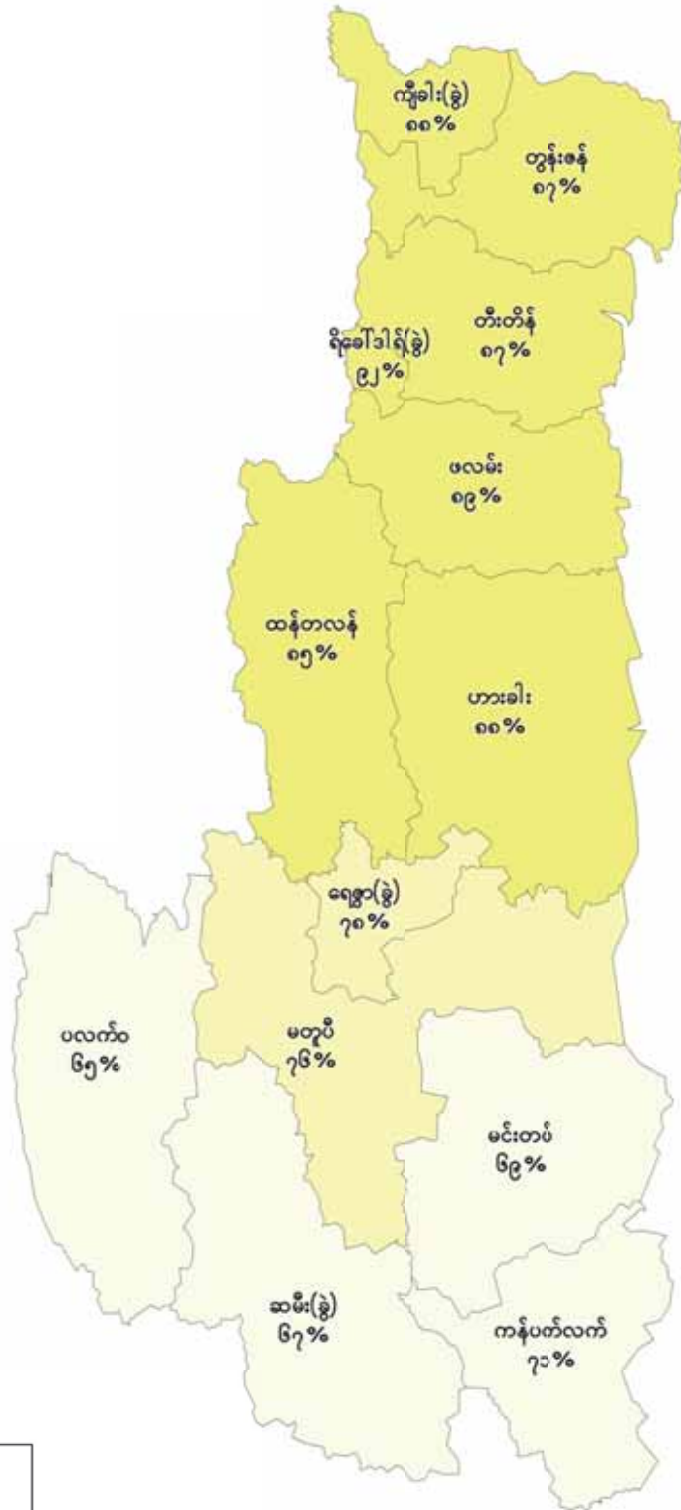 ကျီခါး(ခွဲ)
၈၈%
တွန်းဇန်
၈၇%
တီးတိန်
၈၇%
ရိခေါ်ဒါရ်(ခွဲ)
၉၂%
ဖလမ်း
၈၉%
ထန်တလန်
၈၅%
ဟားခါး
၈၈%
ရေဇွာ(ခွဲ)
၇၈%
ပလက်ဝ
၆၅%
မတူပီ
၇၆%
မင်းတပ်
၆၉%
ဆမီး(ခွဲ)
၆၇%
ကန်ပက်လက်
၇၁%